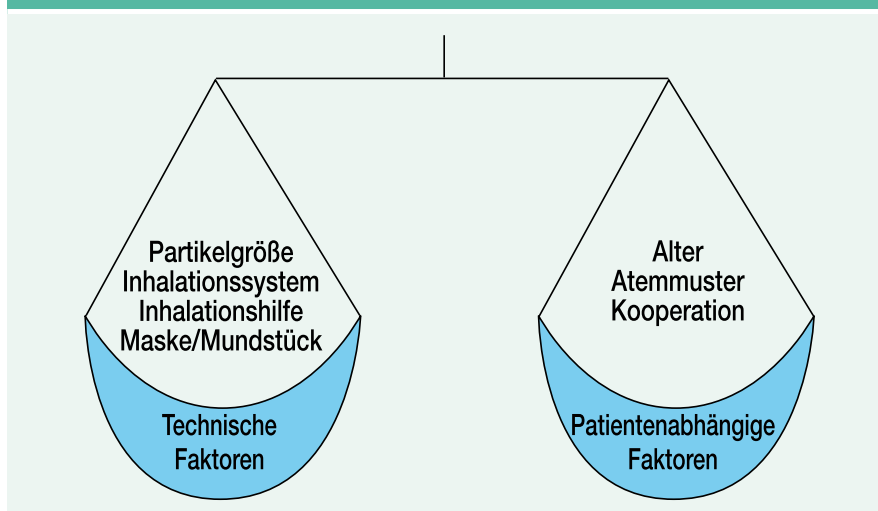 Partikelgröße
Inhalationssystem
Inhalationshilfe
Maske/Mundstück
Technische
Faktoren
Alter
Atemmuster
Kooperation
Patientenabhängige
Faktoren